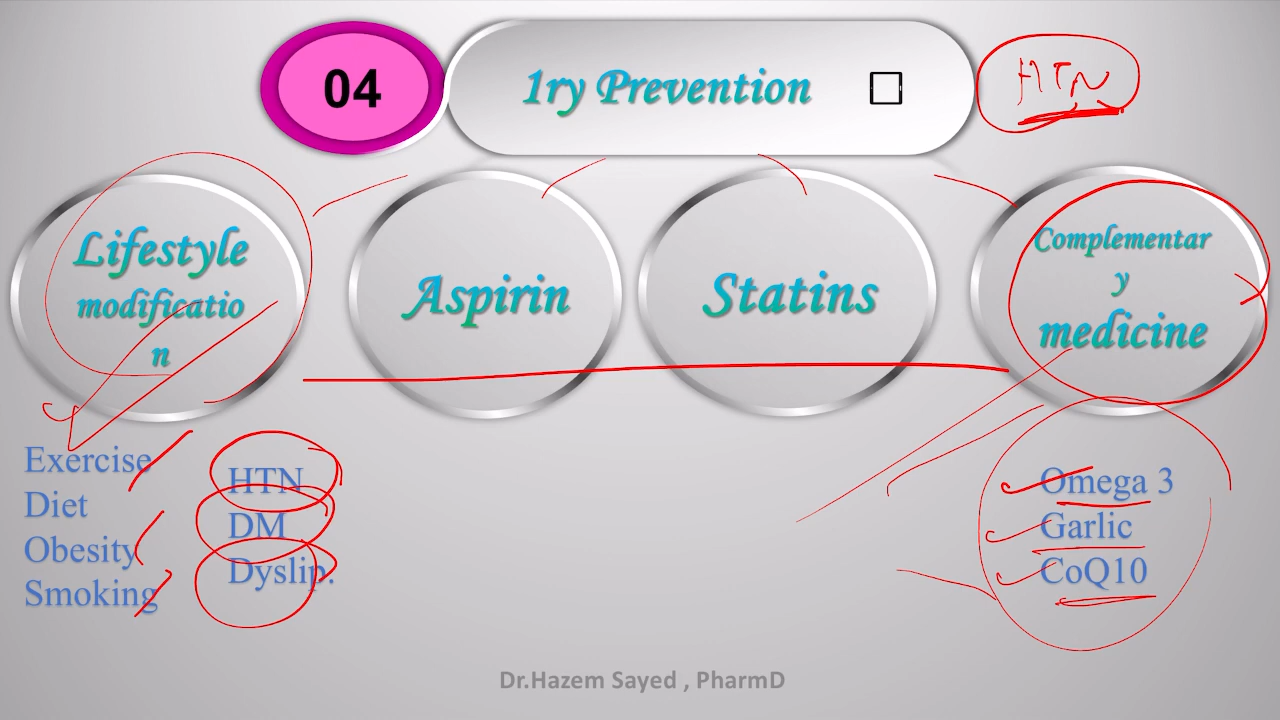 04
1ry Prevention
HTN
Lifestyle
modificatio
n
Aspirin
Statins
Complementar
y
medicine
Exercise
Diet
Obesity
Smoking
HTN
DM
Dyslip.
Omega 3
Garlic
CoQ10
Dr.Hazem Sayed , PharmD